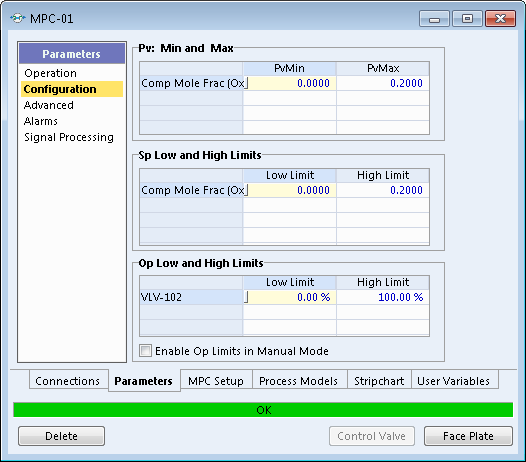 MPC-01
Parameters
Operation
Configuration
Advanced
Alarms
Signal Processing
Pv: Min and Max
PvMin PvMax
Comp Mole Frac (Ox 0.0000 0.2000
Sp Low and High Limits
Low Limit High Limit
Comp Mole Frac (Ox 0.0000 0.2000
Op Low and High Limits
Low Limit High Limit
VLV-102 0.00 % 100.00 %
Enable Op Limits in Manual Mode
Connections Parameters MPC Setup Process Models Stripchart User Variables
OK
Delete Control Valve Face Plate